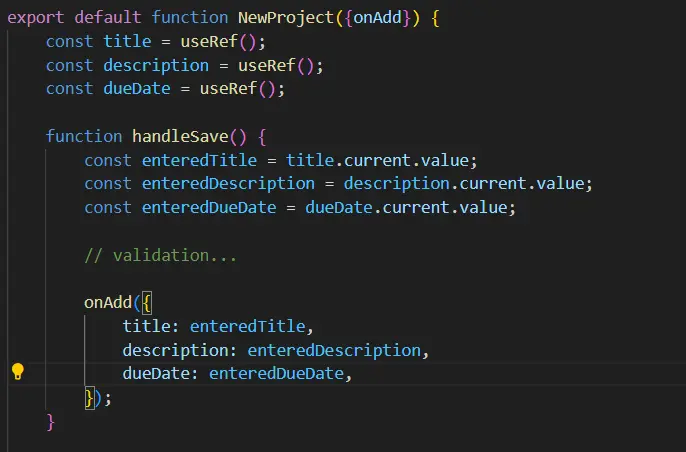 export default function NewProject({onAdd}) {
    const title = useRef();
    const description = useRef();
    const dueDate = useRef();

    function handleSave() {
        const enteredTitle = title.current.value;
        const enteredDescription = description.current.value;
        const enteredDueDate = dueDate.current.value;

        // validation...

        onAdd({
            title: enteredTitle,
            description: enteredDescription,
            dueDate: enteredDueDate,
        });
    }